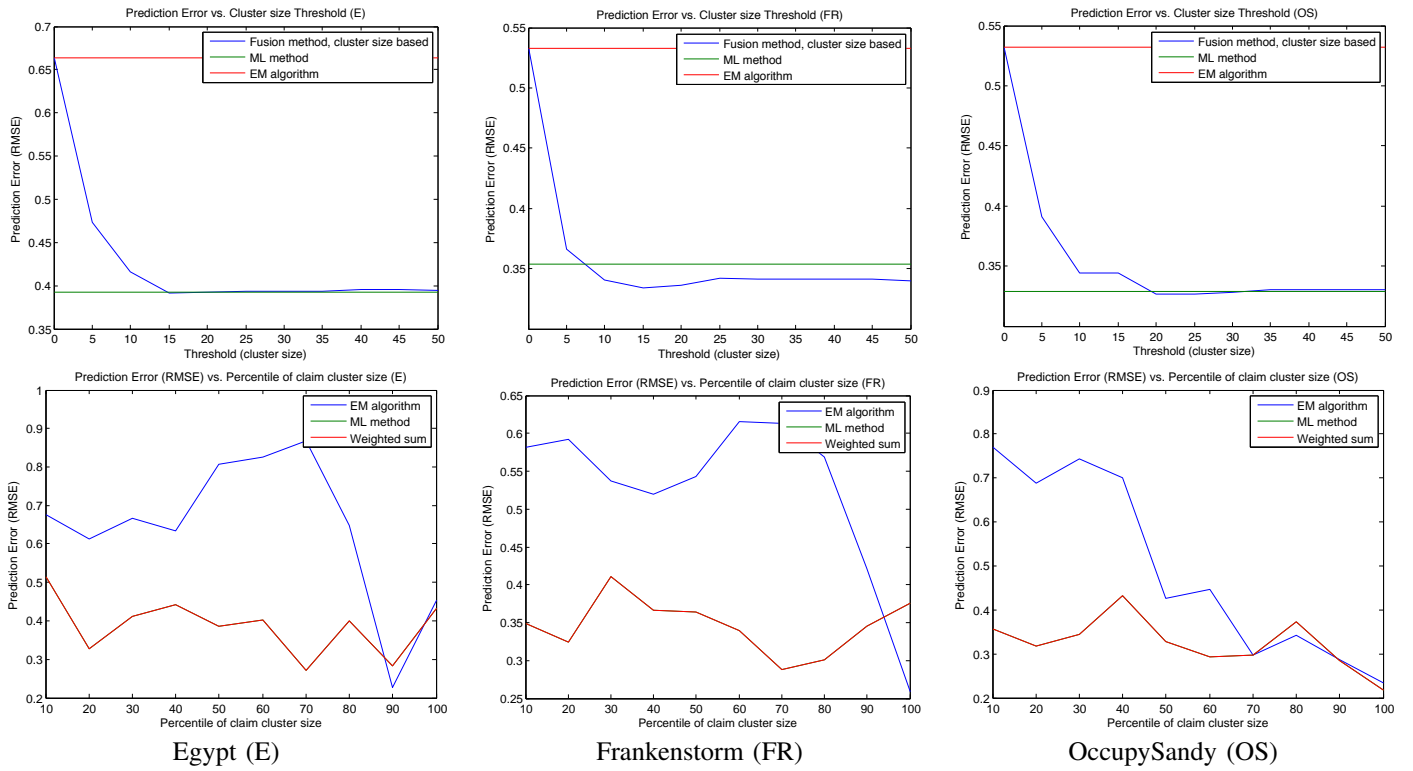 Prediction Error vs. Cluster size Threshold (E)
Prediction Error (RMSE)
0.7
0.65
0.6
0.55
0.5
0.45
0.4
0.35
Fusion method, cluster size based
ML method
EM algorithm
0 5 10 15 20 25 30 35 40 45 50
Threshold (cluster size)
Prediction Error vs. Cluster size Threshold (FR)
Prediction Error (RMSE)
0.55
0.5
0.45
0.4
0.35
Fusion method, cluster size based
ML method
EM algorithm
0 5 10 15 20 25 30 35 40 45 50
Threshold (cluster size)
Prediction Error vs. Cluster size Threshold (OS)
Prediction Error (RMSE)
0.55
0.5
0.45
0.4
0.35
Fusion method, cluster size based
ML method
EM algorithm
0 5 10 15 20 25 30 35 40 45 50
Threshold (cluster size)
Prediction Error (RMSE) vs. Percentile of claim cluster size (E)
Prediction Error (RMSE)
1
0.9
0.8
0.7
0.6
0.5
0.4
0.3
0.2
EM algorithm
ML method
Weighted sum
10 20 30 40 50 60 70 80 90 100
Percentile of claim cluster size
Egypt (E)
Prediction Error (RMSE) vs. Percentile of claim cluster size (FR)
Prediction Error (RMSE)
0.65
0.6
0.55
0.5
0.45
0.4
0.35
0.3
0.25
EM algorithm
ML method
Weighted sum
10 20 30 40 50 60 70 80 90 100
Percentile of claim cluster size
Frankenstorm (FR)
Prediction Error (RMSE) vs. Percentile of claim cluster size (OS)
Prediction Error (RMSE)
0.9
0.8
0.7
0.6
0.5
0.4
0.3
0.2
EM algorithm
ML method
Weighted sum
10 20 30 40 50 60 70 80 90 100
Percentile of claim cluster size
OccupySandy (OS)